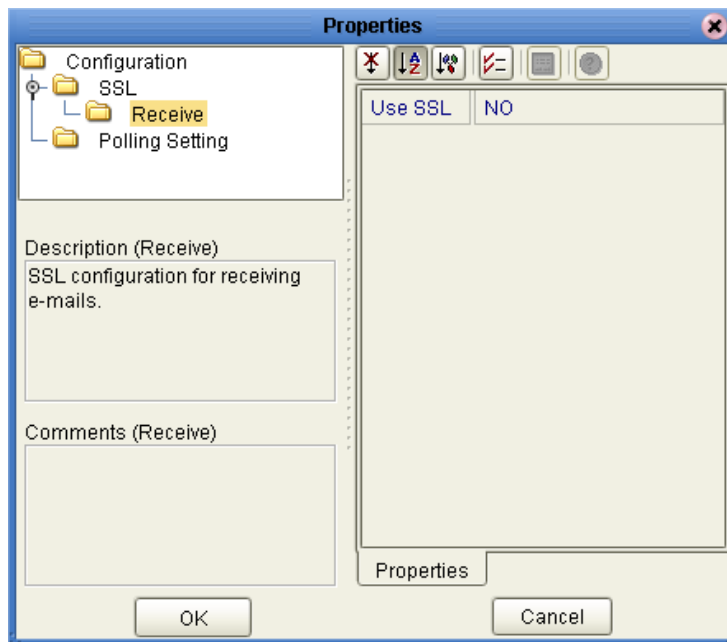 Properties
Configuration
SSL
Receive
Polling Setting
Description (Receive)
SSL configuration for receiving
e-mails.
Comments (Receive)
Use SSL NO
Properties
OK
Cancel